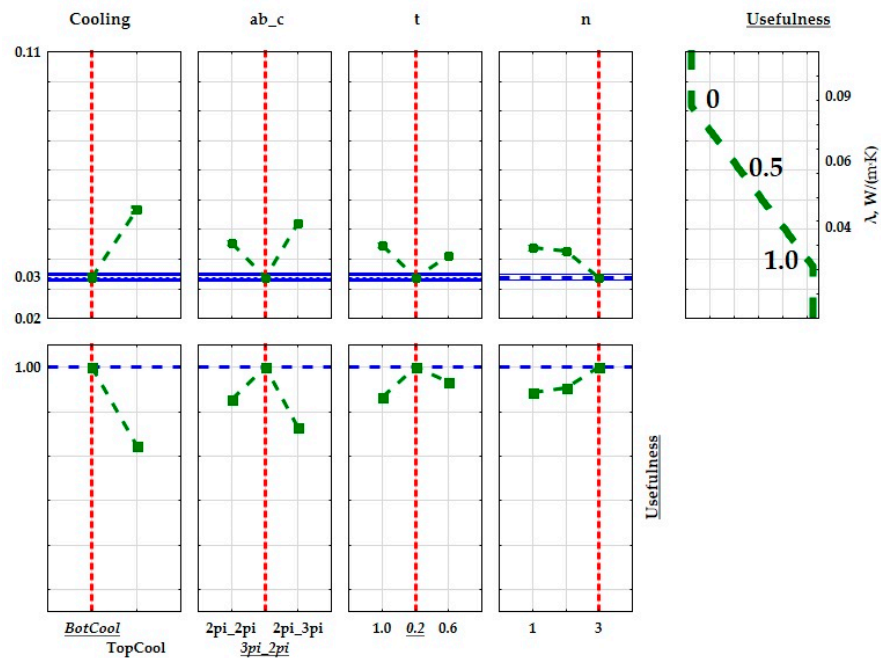 Cooling ab_c t n Usefulness
0.11
0.09
0
0.06
0.5
0.04
1.0
0.03
0.02
λ, W/(m·K)
1.00
Usefulness
BotCool 2pi_2pi 2pi_3pi 1.0 0.2 0.6 1 3
TopCool 3pi_2pi